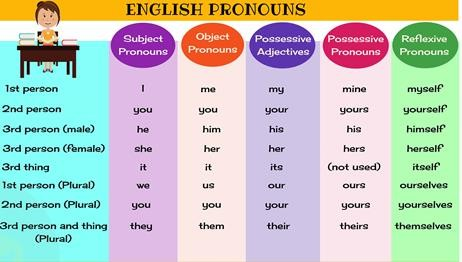 ENGLISH PRONOUNS
Subject Pronouns Object Pronouns Possessive Adjectives Possessive Pronouns Reflexive Pronouns
1st person I me my mine myself
2nd person you you your yours yourself
3rd person (male) he him his his himself
3rd person (female) she her her hers herself
3rd thing it it its (not used) itself
1st person (Plural) we us our ours ourselves
2nd person (Plural) you you your yours yourselves
3rd person and thing (Plural) they them their theirs themselves